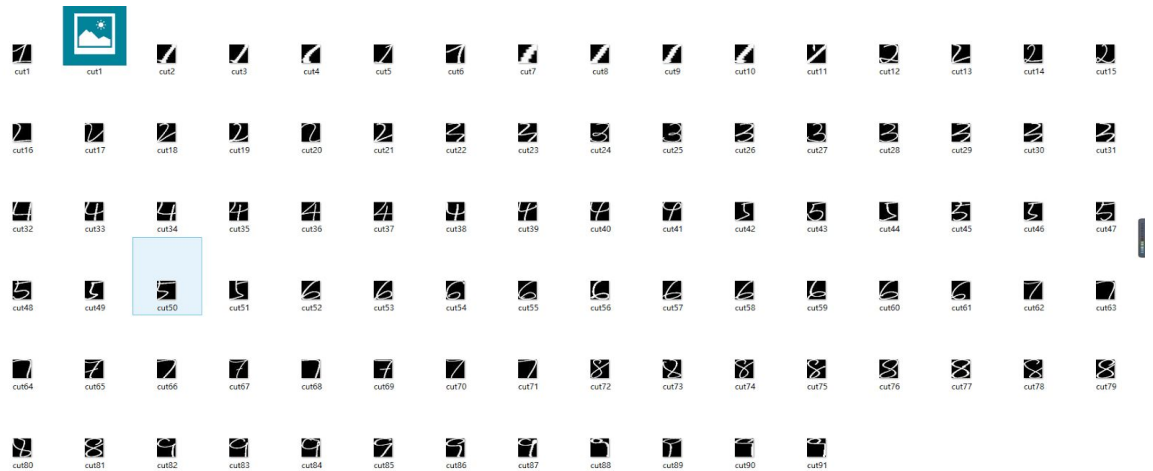 cut1 cut1 cut2 cut3 cut4 cut5 cut6 cut7 cut8 cut9 cut10 cut11 cut12 cut13 cut14 cut15
cut16 cut17 cut18 cut19 cut20 cut21 cut22 cut23 cut24 cut25 cut26 cut27 cut28 cut29 cut30 cut31
cut32 cut33 cut34 cut35 cut36 cut37 cut38 cut39 cut40 cut41 cut42 cut43 cut44 cut45 cut46 cut47
cut48 cut49 cut50 cut51 cut52 cut53 cut54 cut55 cut56 cut57 cut58 cut59 cut60 cut61 cut62 cut63
cut64 cut65 cut66 cut67 cut68 cut69 cut70 cut71 cut72 cut73 cut74 cut75 cut76 cut77 cut78 cut79
cut80 cut81 cut82 cut83 cut84 cut85 cut86 cut87 cut88 cut89 cut90 cut91